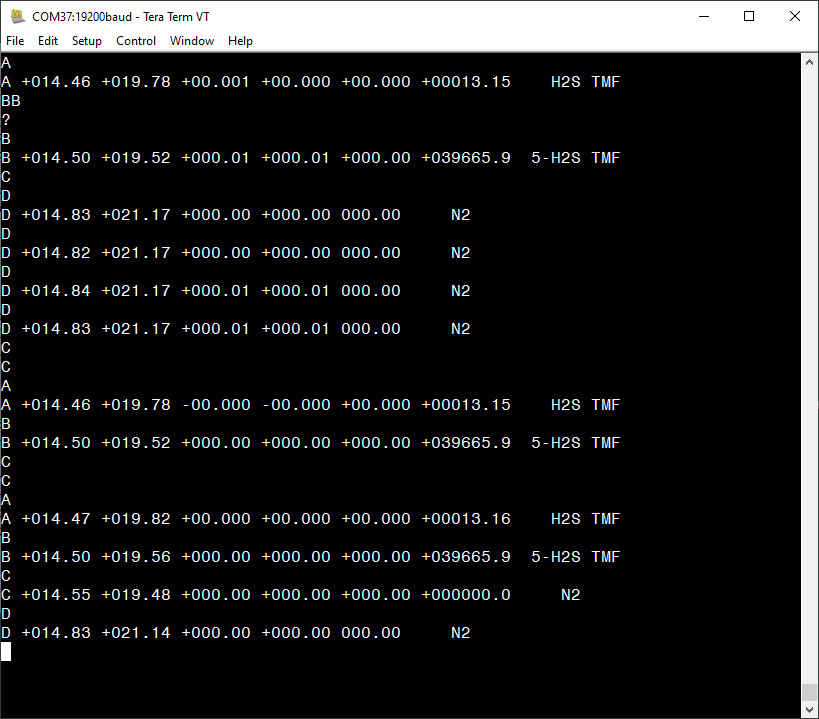 COM37:19200baud - Tera Term VT
File Edit Setup Control Window Help
A
A +014.46 +019.78 +00.001 +00.000 +00.000 +00013.15    H2S TMF
BB
?
B
B +014.50 +019.52 +000.01 +000.01 +000.00 +039665.9  5-H2S TMF
C
D
D +014.83 +021.17 +000.00 +000.00 000.00     N2
D
D +014.82 +021.17 +000.00 +000.00 000.00     N2
D
D +014.84 +021.17 +000.01 +000.01 000.00     N2
D
D +014.83 +021.17 +000.01 +000.01 000.00     N2
C
C
A
A +014.46 +019.78 -00.000 -00.000 +00.000 +00013.15    H2S TMF
B
B +014.50 +019.52 +000.00 +000.00 +000.00 +039665.9  5-H2S TMF
C
C
A
A +014.47 +019.82 +00.000 +00.000 +00.000 +00013.16    H2S TMF
B
B +014.50 +019.56 +000.00 +000.00 +000.00 +039665.9  5-H2S TMF
C
C +014.55 +019.48 +000.00 +000.00 +000.00 +000000.0     N2
D
D +014.83 +021.14 +000.00 +000.00 000.00     N2